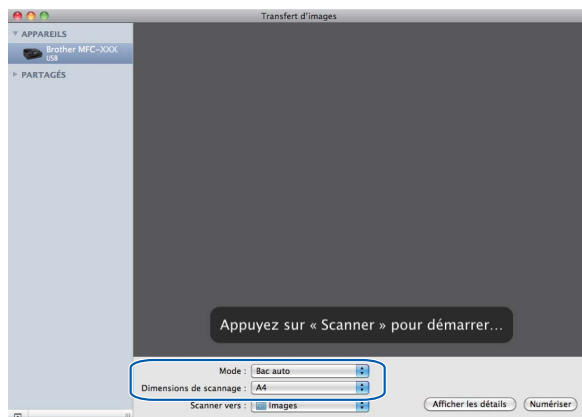 Transfert d'images
APPAREILS
Brother MFC-XXX
USB
PARTAGÉS
Appuyez sur « Scanner » pour démarrer...
Mode : Bac auto
Dimensions de scannage : A4
Scanner vers : Images
Afficher les détails
Numériser